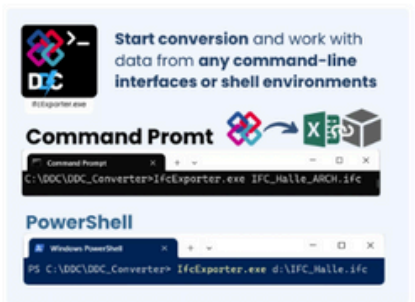 >_
DDC
IfcExporter.exe
Start conversion and work with
data from any command-line
interfaces or shell environments
Command Promt
Command Prompt
C:\DDC\DDC_Converter>IfcExporter.exe IFC_Halle_ARCH.ifc
PowerShell
Windows PowerShell
PS C:\DDC\DDC_Converter> IfcExporter.exe d:\IFC_Halle.ifc